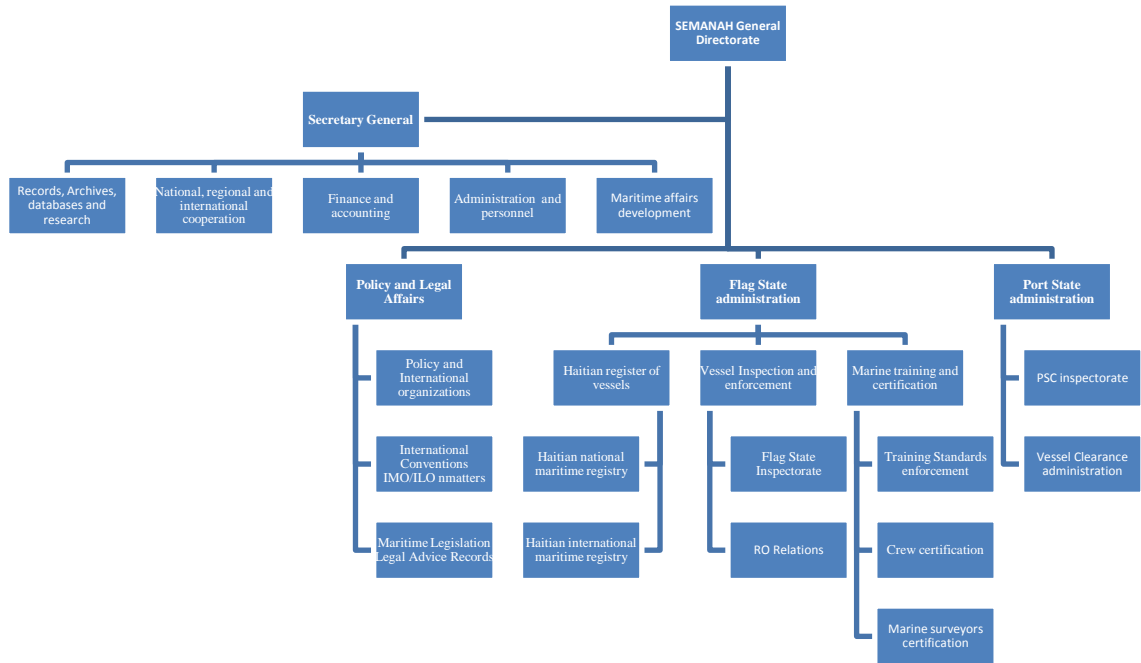 SEMANAH General
Directorate
Secretary General
Records, Archives,
databases and
research
National, regional and
international
cooperation
Finance and
accounting
Administration and
personnel
Maritime affairs
development
Policy and Legal
Affairs
Flag State
administration
Port State
administration
Policy and
International
organizations
International
Conventions
IMO/ILO nmatters
Maritime Legislation
Legal Advice Records
Haitian register of
vessels
Haitian national
maritime registry
Haitian international
maritime registry
Vessel Inspection and
enforcement
Flag State
Inspectorate
RO Relations
Marine training and
certification
Training Standards
enforcement
Crew certification
Marine surveyors
certification
PSC inspectorate
Vessel Clearance
administration